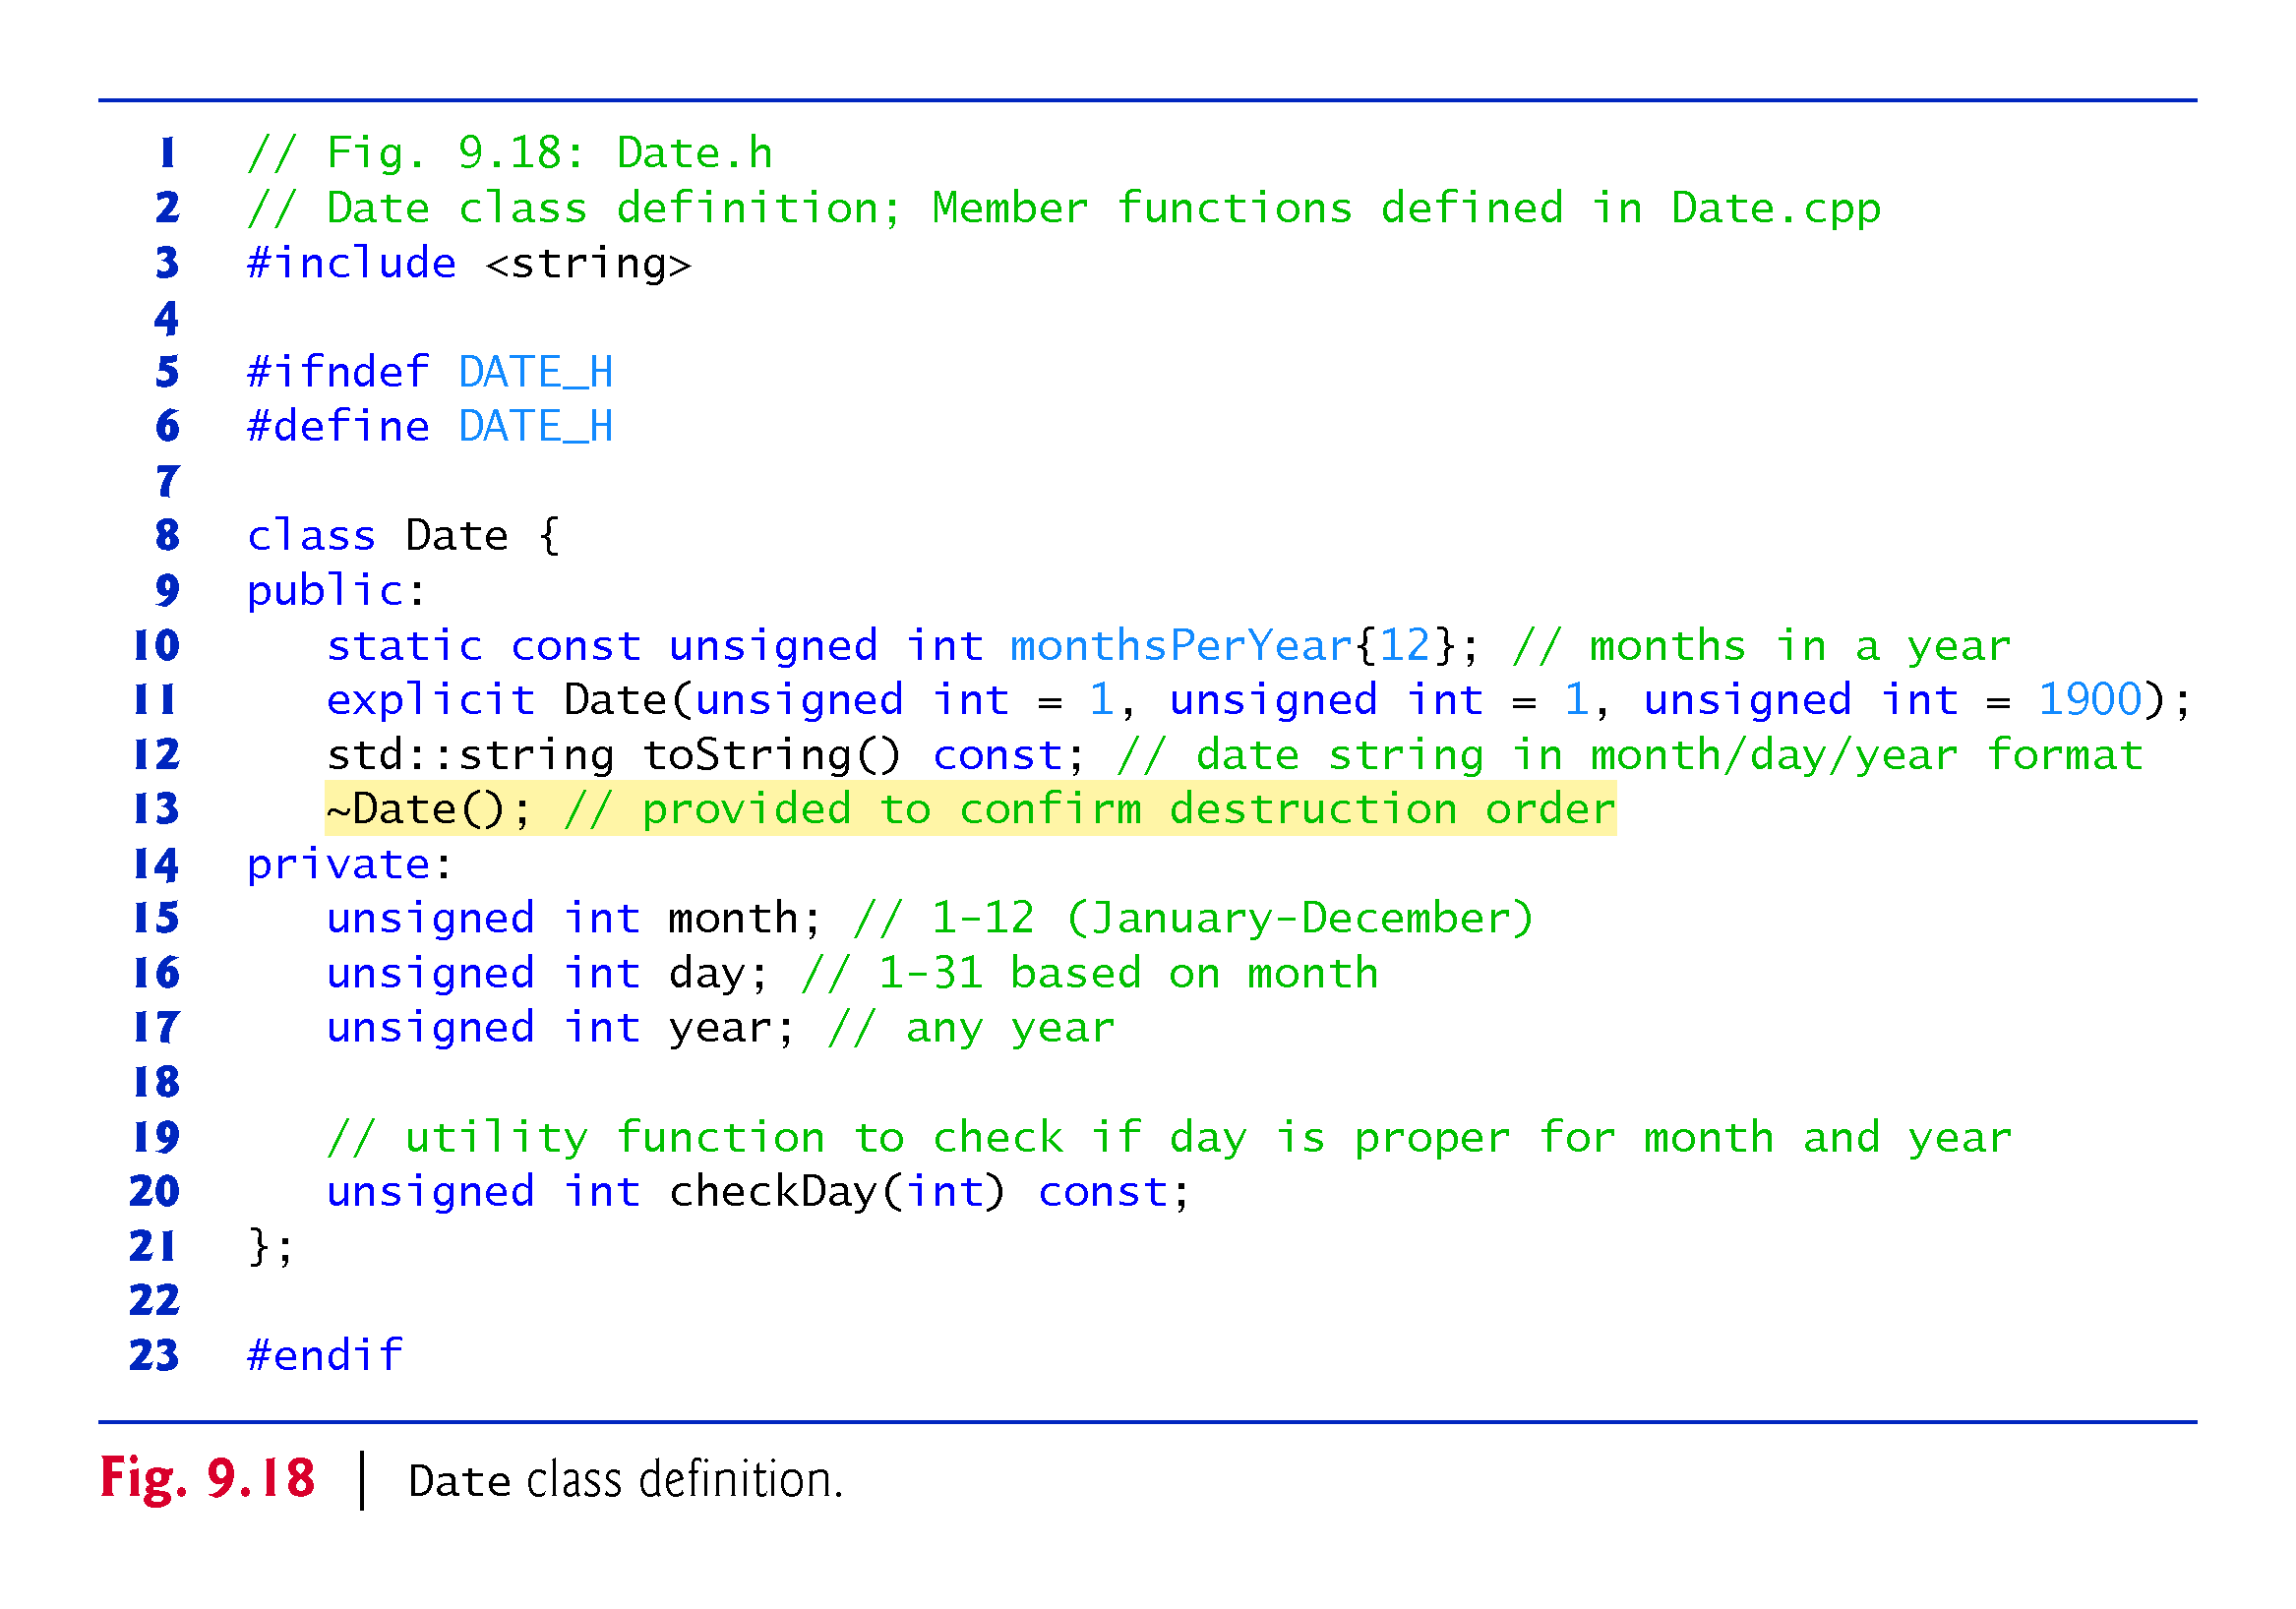 1 // Fig. 9.18: Date.h
2 // Date class definition; Member functions defined in Date.cpp
3 #include <string>
4
5 #ifndef DATE_H
6 #define DATE_H
7
8 class Date {
9 public:
10    static const unsigned int monthsPerYear{12}; // months in a year
11    explicit Date(unsigned int = 1, unsigned int = 1, unsigned int = 1900);
12    std::string toString() const; // date string in month/day/year format
13    ~Date(); // provided to confirm destruction order
14 private:
15    unsigned int month; // 1-12 (January-December)
16    unsigned int day; // 1-31 based on month
17    unsigned int year; // any year
18
19    // utility function to check if day is proper for month and year
20    unsigned int checkDay(int) const;
21 };
22
23 #endif
Fig. 9.18 | Date class definition.